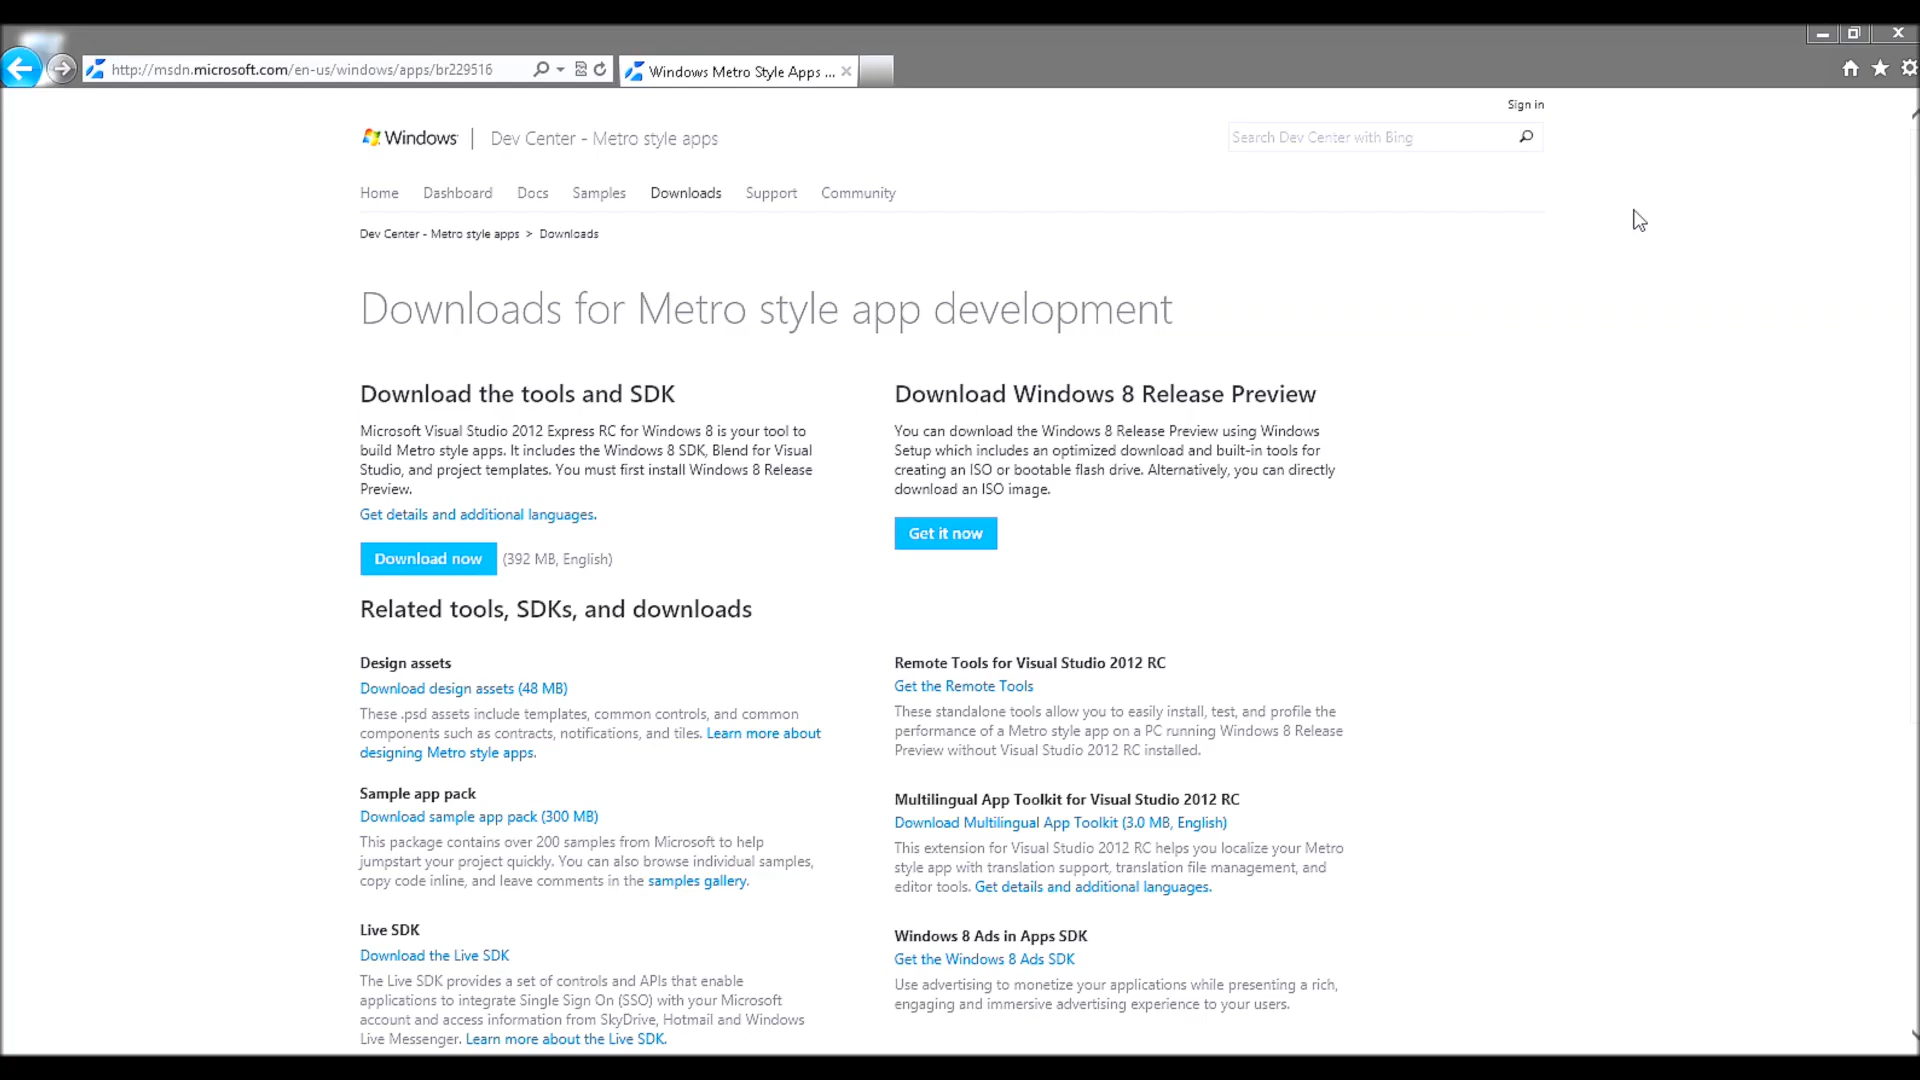 http://msdn.microsoft.com/en-us/windows/apps/br229516
Windows Metro Style Apps ...
Sign in
Windows
Dev Center - Metro style apps
Search Dev Center with Bing
Home Dashboard Docs Samples Downloads Support Community
Dev Center - Metro style apps > Downloads
Downloads for Metro style app development
Download the tools and SDK
Microsoft Visual Studio 2012 Express RC for Windows 8 is your tool to
build Metro style apps. It includes the Windows 8 SDK, Blend for Visual
Studio, and project templates. You must first install Windows 8 Release
Preview.
Get details and additional languages.
Download now (392 MB, English)
Download Windows 8 Release Preview
You can download the Windows 8 Release Preview using Windows
Setup which includes an optimized download and built-in tools for
creating an ISO or bootable flash drive. Alternatively, you can directly
download an ISO image.
Get it now
Related tools, SDKs, and downloads
Design assets
Download design assets (48 MB)
These .psd assets include templates, common controls, and common
components such as contracts, notifications, and tiles. Learn more about
designing Metro style apps.
Sample app pack
Download sample app pack (300 MB)
This package contains over 200 samples from Microsoft to help
jumpstart your project quickly. You can also browse individual samples,
copy code inline, and leave comments in the samples gallery.
Live SDK
Download the Live SDK
The Live SDK provides a set of controls and APIs that enable
applications to integrate Single Sign On (SSO) with your Microsoft
account and access information from SkyDrive, Hotmail and Windows
Live Messenger. Learn more about the Live SDK.
Remote Tools for Visual Studio 2012 RC
Get the Remote Tools
These standalone tools allow you to easily install, test, and profile the
performance of a Metro style app on a PC running Windows 8 Release
Preview without Visual Studio 2012 RC installed.
Multilingual App Toolkit for Visual Studio 2012 RC
Download Multilingual App Toolkit (3.0 MB, English)
This extension for Visual Studio 2012 RC helps you localize your Metro
style app with translation support, translation file management, and
editor tools. Get details and additional languages.
Windows 8 Ads in Apps SDK
Get the Windows 8 Ads SDK
Use advertising to monetize your applications while presenting a rich,
engaging and immersive advertising experience to your users.